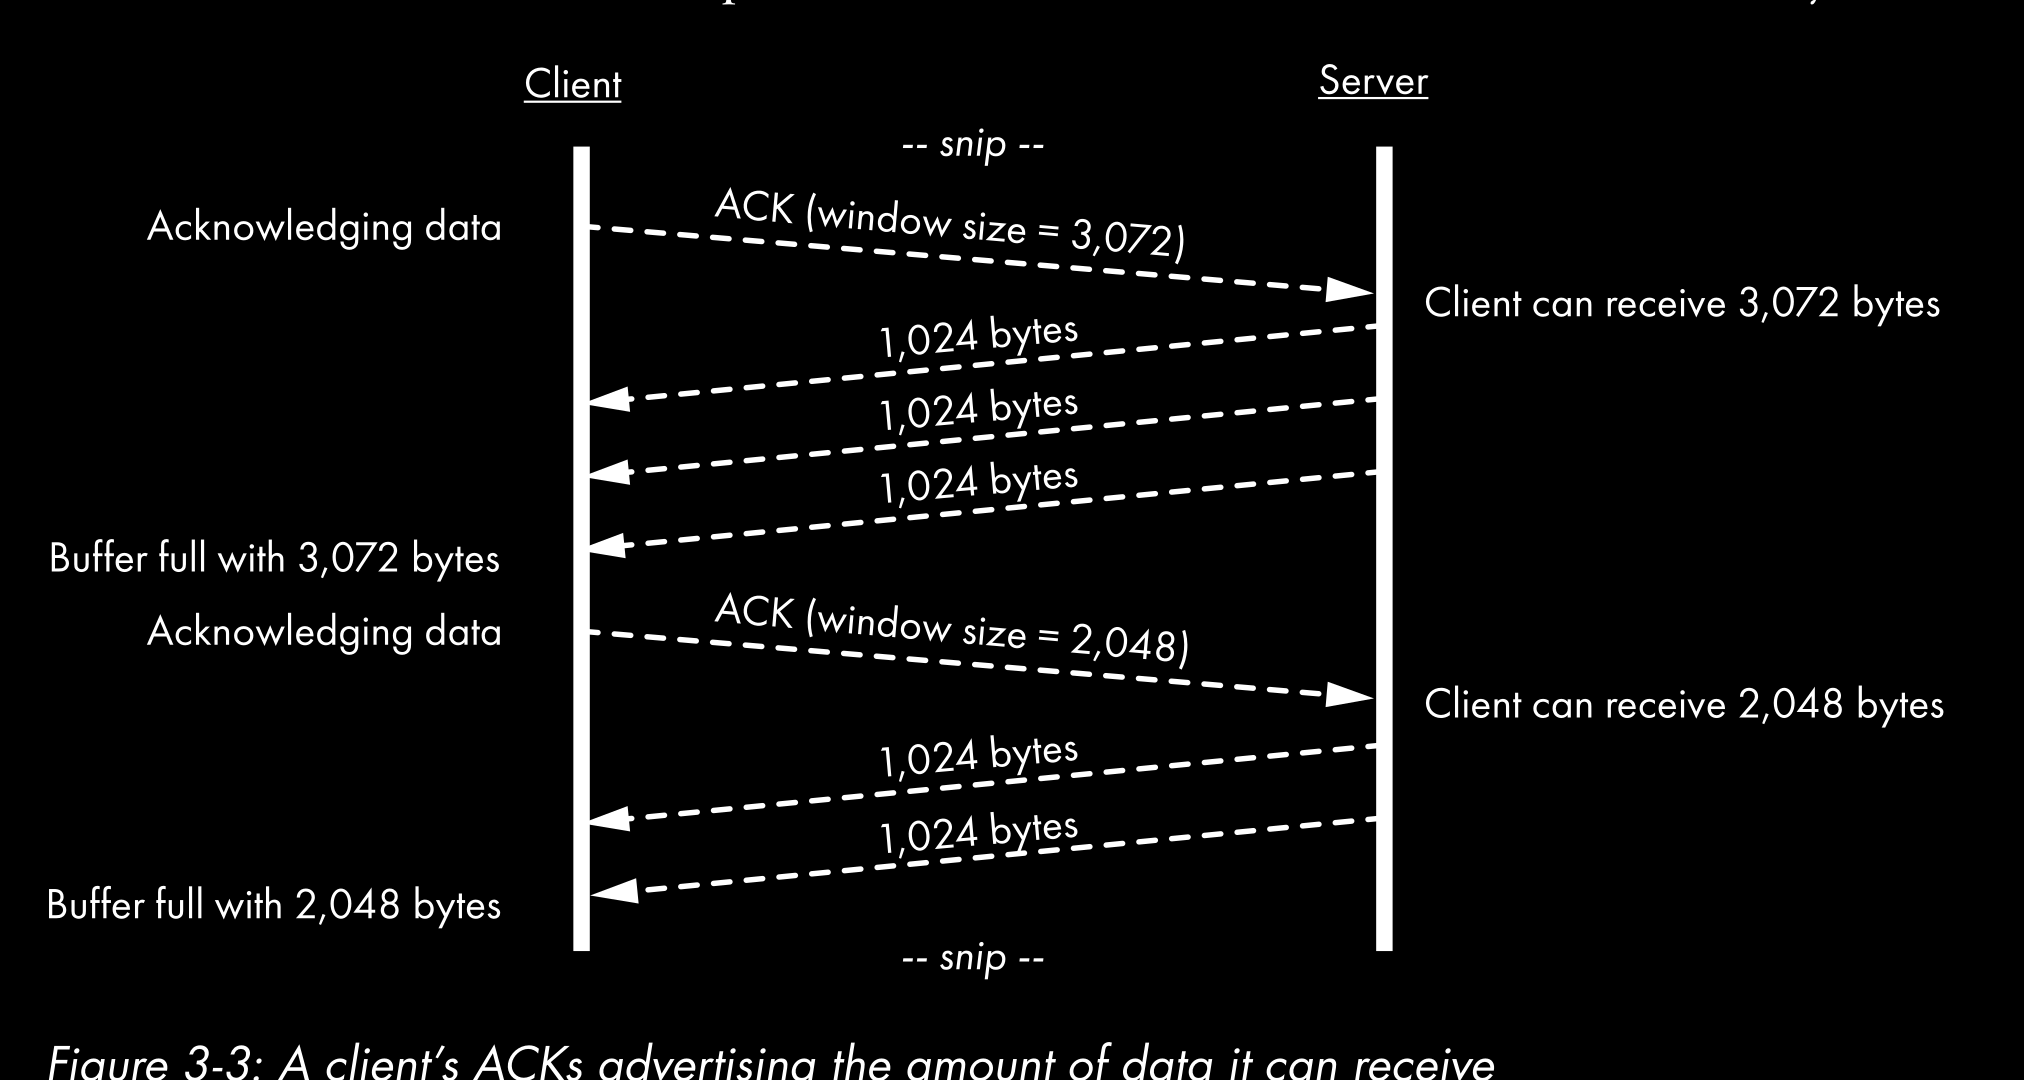 Client
Server
-- snip --
ACK (window size = 3,072)
Acknowledging data
Client can receive 3,072 bytes
1,024 bytes
1,024 bytes
1,024 bytes
Buffer full with 3,072 bytes
ACK (window size = 2,048)
Acknowledging data
Client can receive 2,048 bytes
1,024 bytes
1,024 bytes
Buffer full with 2,048 bytes
-- snip --
Figure 3-3: A client’s ACKs advertising the amount of data it can receive